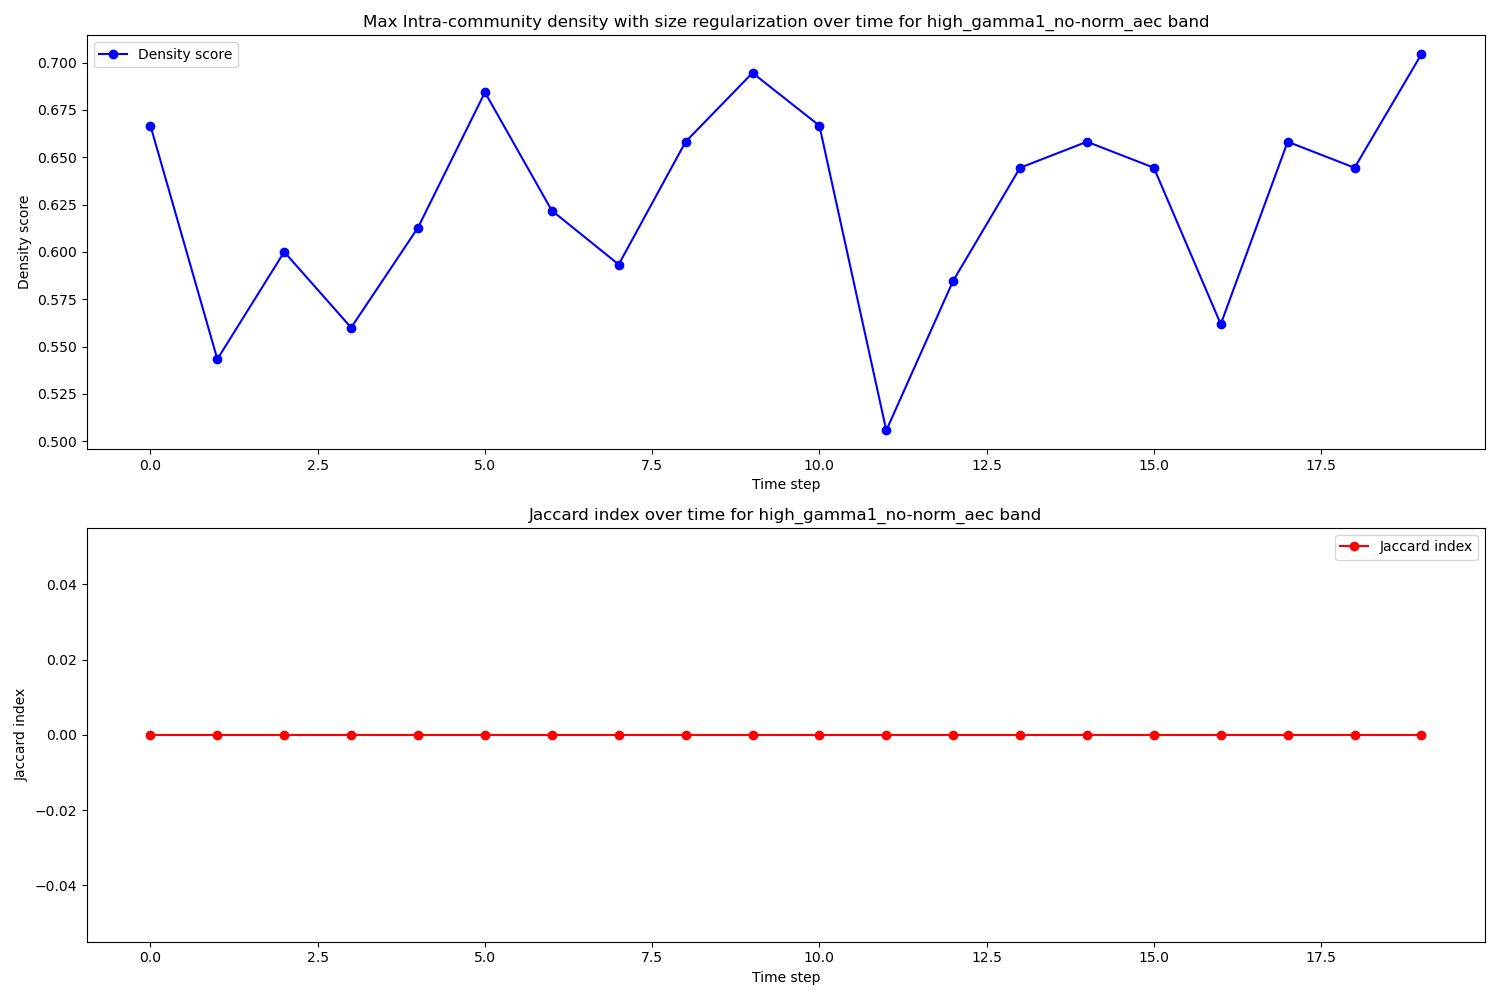 Max Intra-community density with size regularization over time for high_gamma1_no-norm_aec band
Density score
0.700
0.675
0.650
0.625
0.600
0.575
0.550
0.525
0.500
Density score
0.0 2.5 5.0 7.5 10.0 12.5 15.0 17.5
Time step
Jaccard index over time for high_gamma1_no-norm_aec band
Jaccard index
0.04
0.02
0.00
−0.02
−0.04
Jaccard index
0.0 2.5 5.0 7.5 10.0 12.5 15.0 17.5
Time step